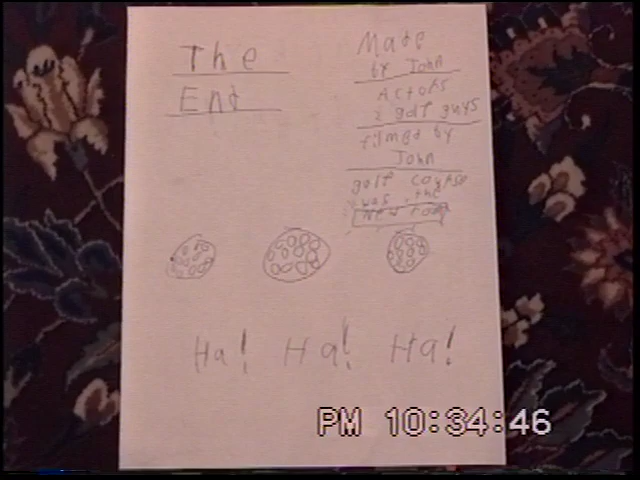 The
End
Made
by John
Actors
2 golf guys
filmed by
John
golf course
was the
New room
Ha! Ha! Ha!
PM 10:34:46